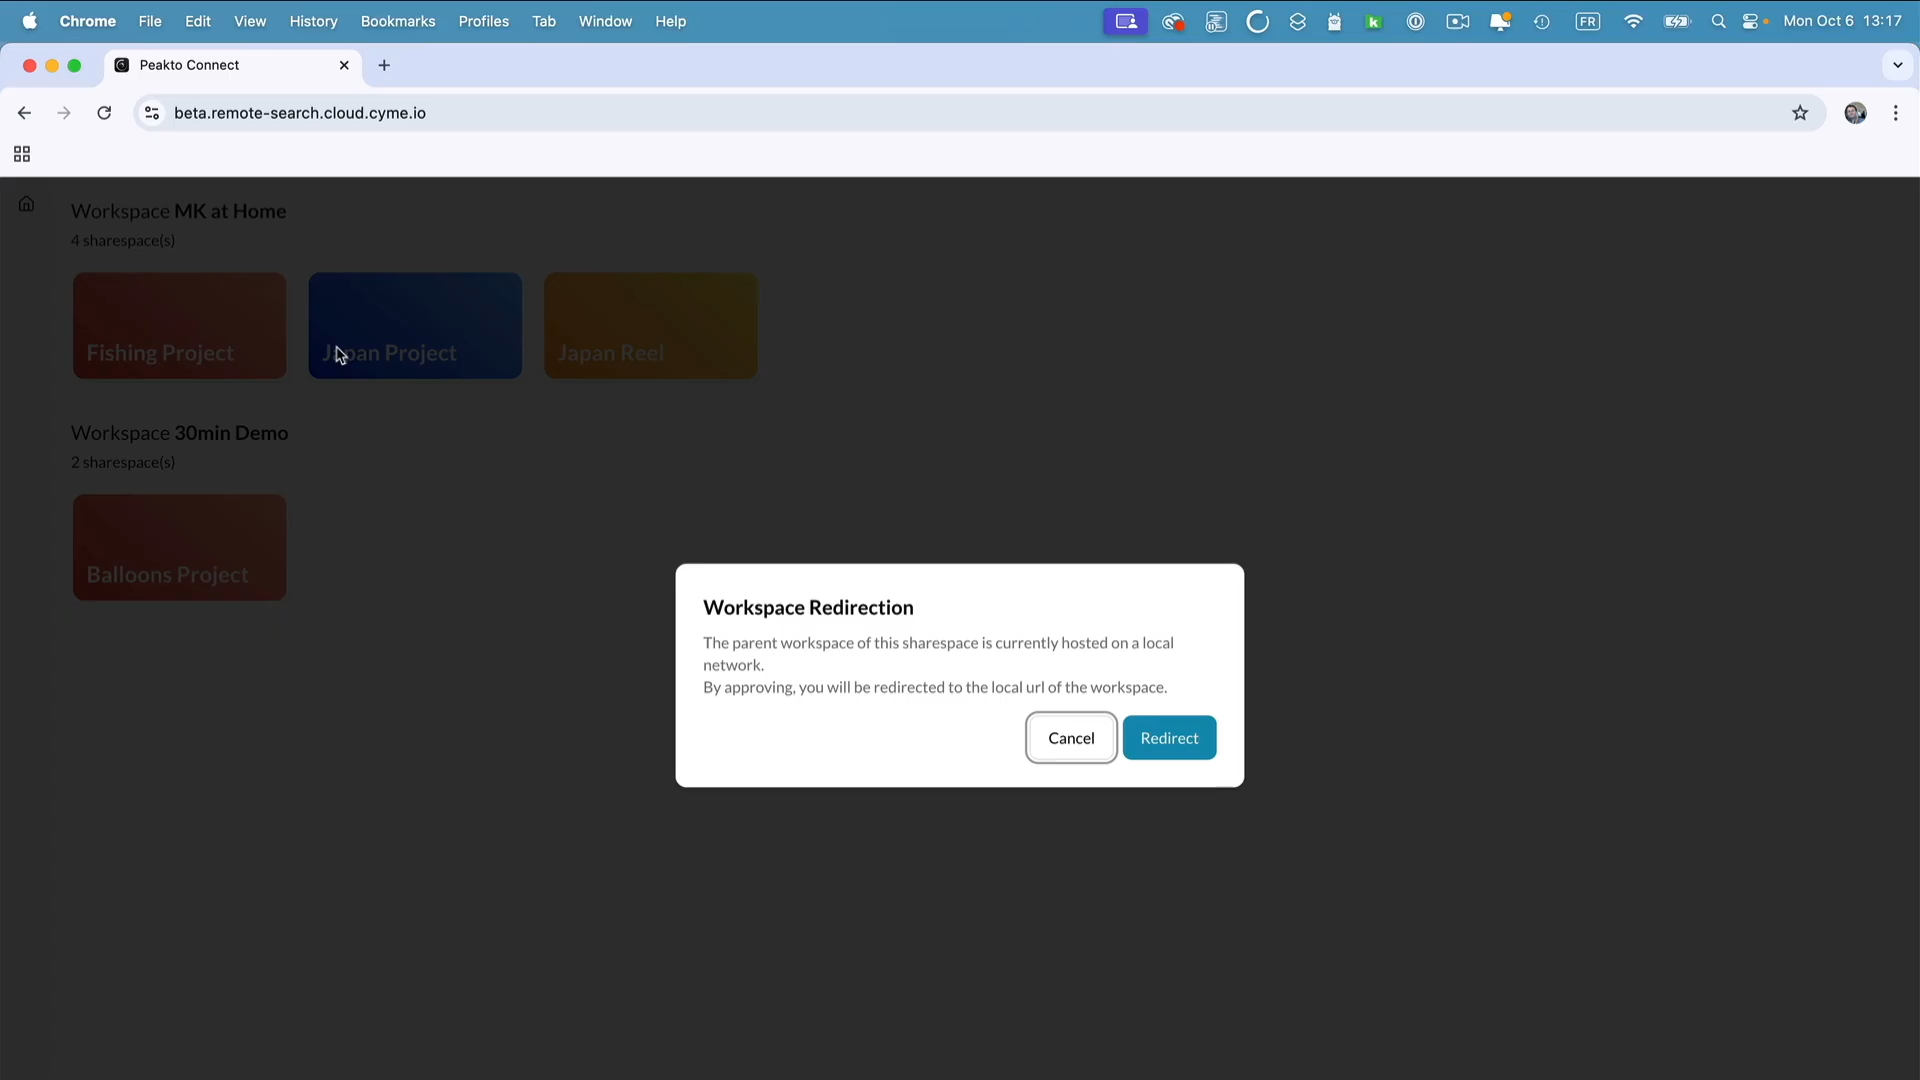 Chrome File Edit View History Bookmarks Profiles Tab Window Help FR Mon Oct 6 13:17
Peakto Connect
beta.remote-search.cloud.cyme.io
Workspace MK at Home
4 sharespace(s)
Fishing Project
Japan Project
Japan Reel
Workspace 30min Demo
2 sharespace(s)
Balloons Project
Workspace Redirection
The parent workspace of this sharespace is currently hosted on a local
network.
By approving, you will be redirected to the local url of the workspace.
Cancel
Redirect